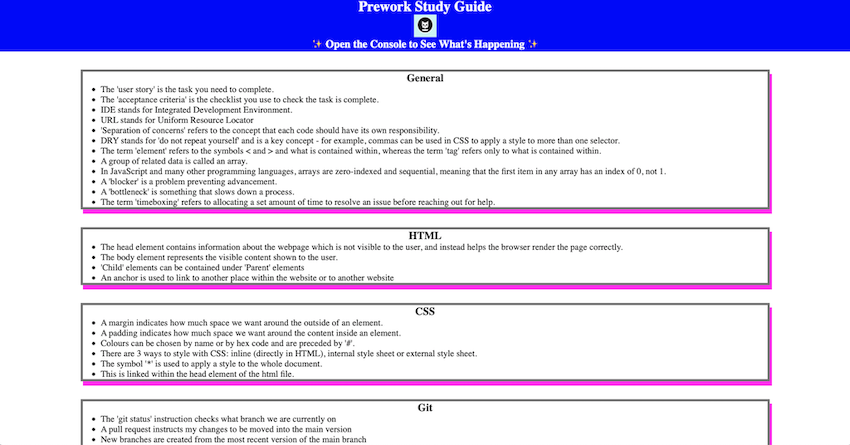 Prework Study Guide
✨ Open the Console to See What's Happening ✨
General
The 'user story' is the task you need to complete.
The 'acceptance criteria' is the checklist you use to check the task is complete.
IDE stands for Integrated Development Environment.
URL stands for Uniform Resource Locator
'Separation of concerns' refers to the concept that each code should have its own responsibility.
DRY stands for 'do not repeat yourself' and is a key concept - for example, commas can be used in CSS to apply a style to more than one selector.
The term 'element' refers to the symbols < and > and what is contained within, whereas the term 'tag' refers only to what is contained within.
A group of related data is called an array.
In JavaScript and many other programming languages, arrays are zero-indexed and sequential, meaning that the first item in any array has an index of 0, not 1.
A 'blocker' is a problem preventing advancement.
A 'bottleneck' is something that slows down a process.
The term 'timeboxing' refers to allocating a set amount of time to resolve an issue before reaching out for help.
HTML
The head element contains information about the webpage which is not visible to the user, and instead helps the browser render the page correctly.
The body element represents the visible content shown to the user.
'Child' elements can be contained under 'Parent' elements
An anchor is used to link to another place within the website or to another website
CSS
A margin indicates how much space we want around the outside of an element.
A padding indicates how much space we want around the content inside an element.
Colours can be chosen by name or by hex code and are preceded by '#'.
There are 3 ways to style with CSS: inline (directly in HTML), internal style sheet or external style sheet.
The symbol '*' is used to apply a style to the whole document.
This is linked within the head element of the html file.
Git
The 'git status' instruction checks what branch we are currently on
A pull request instructs my changes to be moved into the main version
New branches are created from the most recent version of the main branch